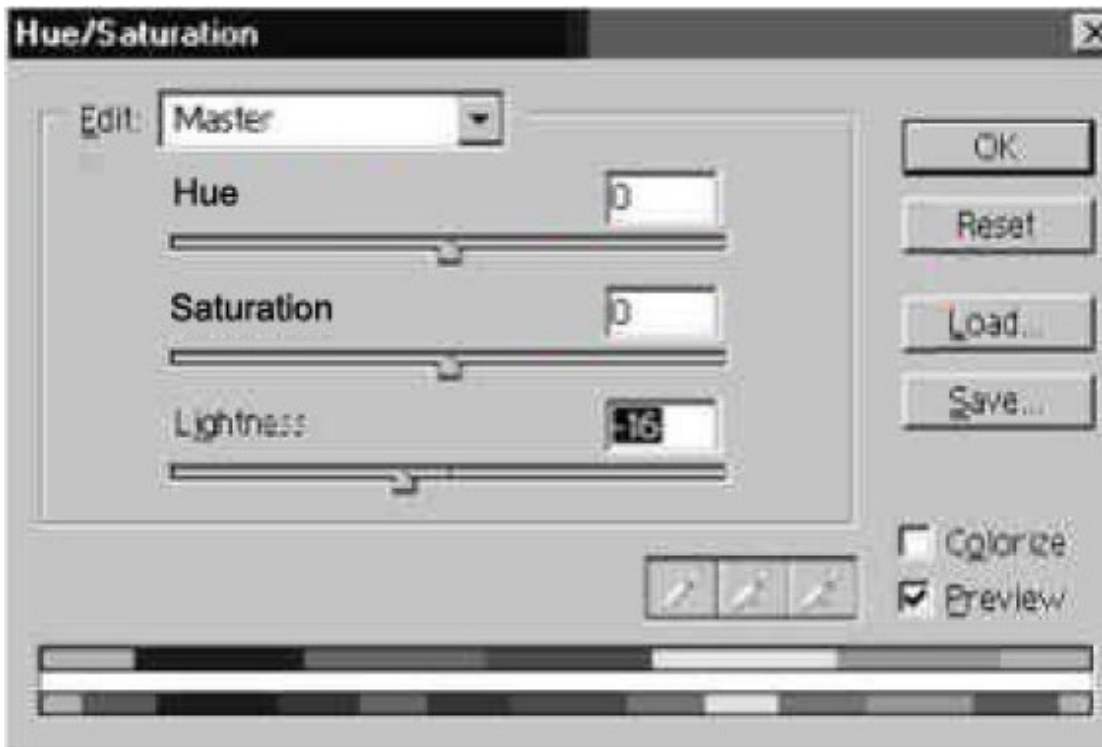 Hue/Saturation
Edit: Master
Hue 0
Saturation 0
Lightness -16
OK
Reset
Load...
Save...
Colorize
Preview